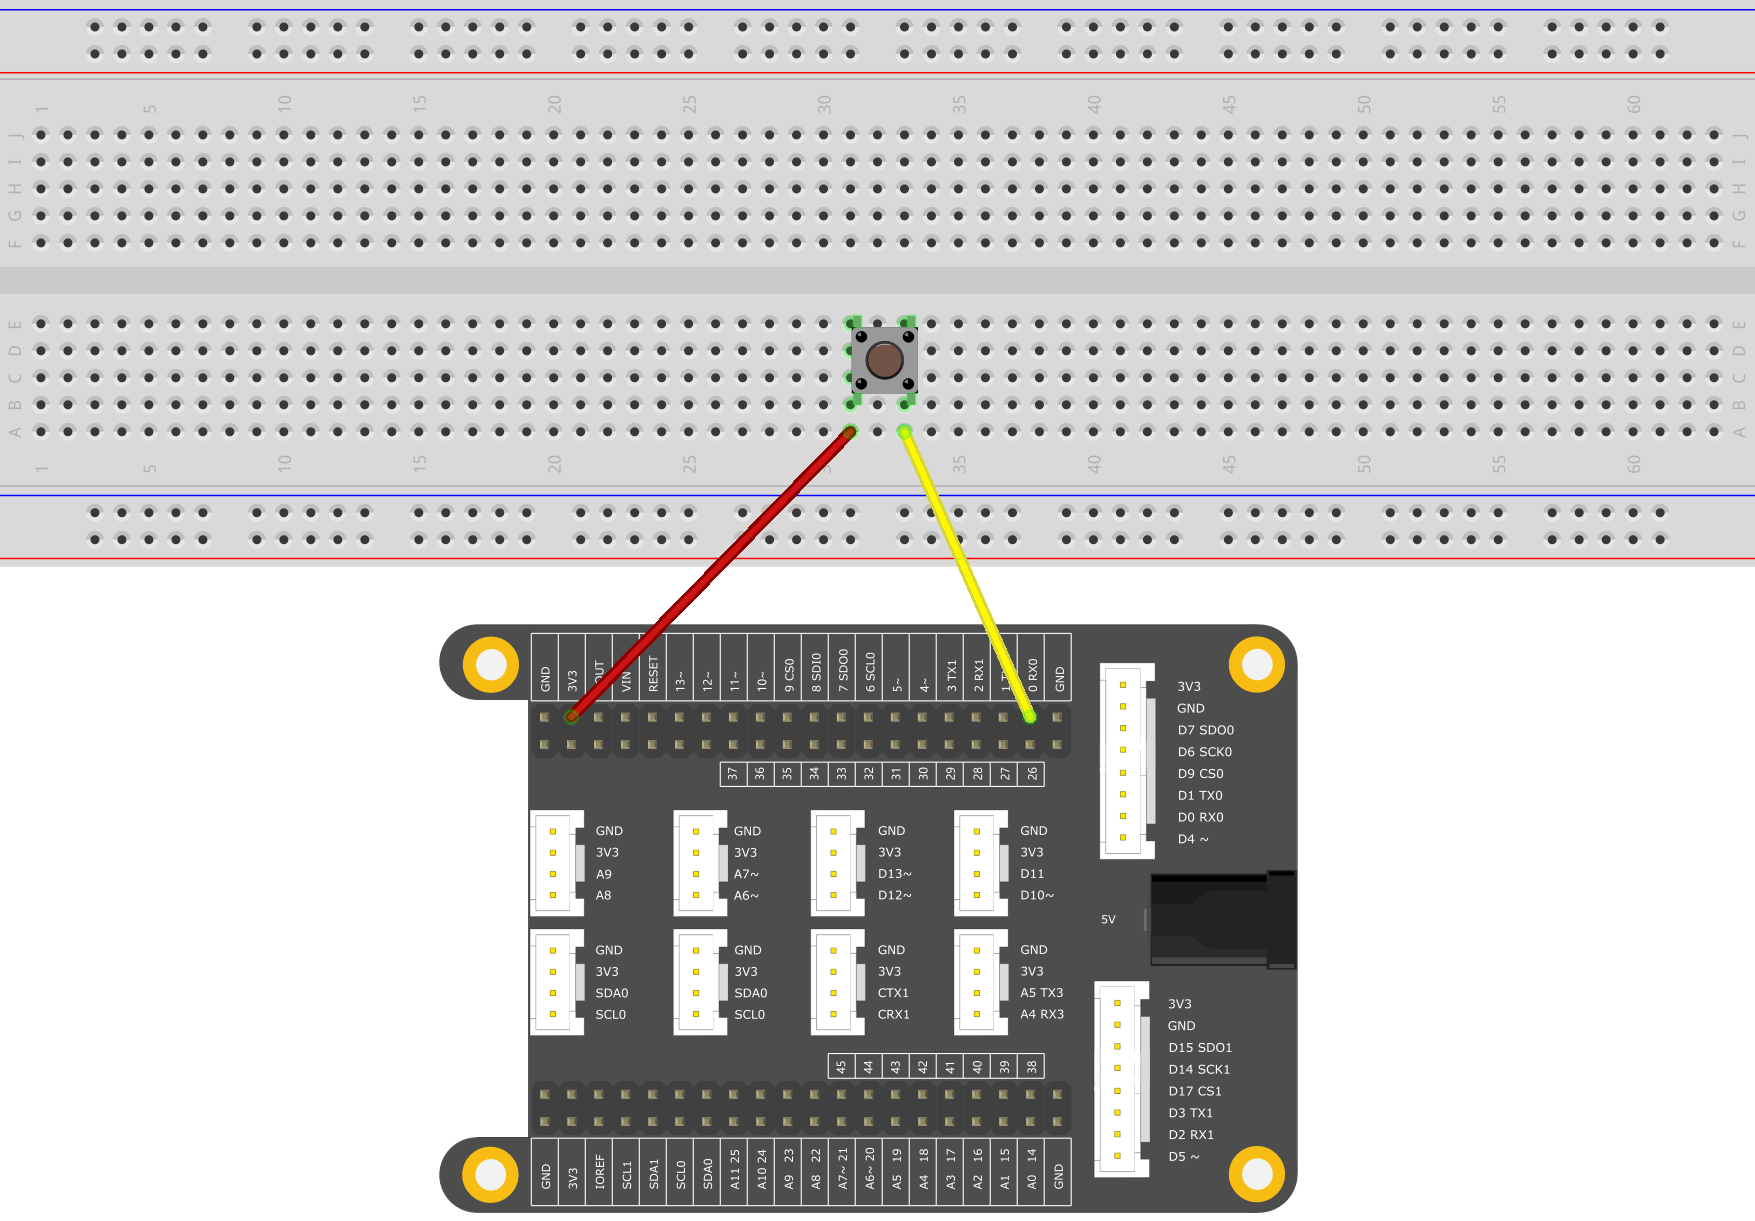 1 5 10 15 20 25 30 35 40 45 50 55 60
J J
I I
H H
G G
F F
E E
D D
C C
B B
A A
1 5 10 15 20 25 35 40 45 50 55 60
GND 3V3 OUT VIN RESET 13~ 12~ 11~ 10~ 9 CS0 8 SDI0 7 SDO0 6 SCL0 5~ 4~ 3 TX1 2 RX1 0 RX0 GND
37 36 35 34 33 32 31 30 29 28 27 26
3V3
GND
D7 SDO0
D6 SCK0
D9 CS0
D1 TX0
D0 RX0
D4 ~
GND GND GND GND
3V3 3V3 3V3 3V3
A9 A7~ D13~ D11
A8 A6~ D12~ D10~
5V
GND GND GND GND
3V3 3V3 3V3 3V3
SDA0 SDA0 CTX1 A5 TX3
SCL0 SCL0 CRX1 A4 RX3
3V3
GND
D15 SDO1
D14 SCK1
D17 CS1
D3 TX1
D2 RX1
D5 ~
45 44 43 42 41 40 39 38
GND 3V3 IOREF SCL1 SDA1 SCL0 SDA0 A11 25 A10 24 A9 23 A8 22 A7~ 21 A6~ 20 A5 19 A4 18 A3 17 A2 16 A1 15 A0 14 GND